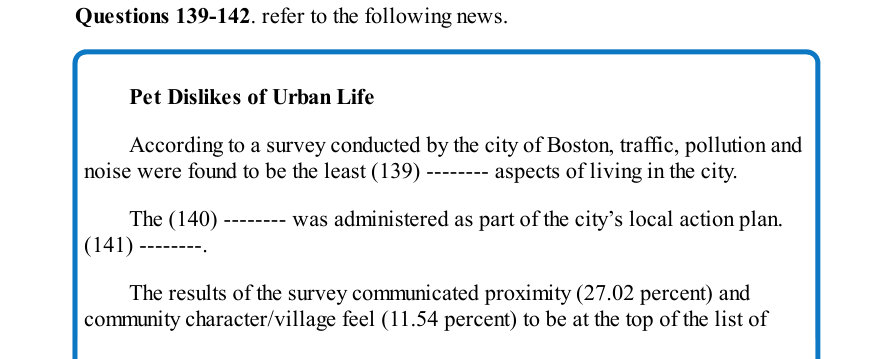 Questions 139-142. refer to the following news.
Pet Dislikes of Urban Life
According to a survey conducted by the city of Boston, traffic, pollution and
noise were found to be the least (139) -------- aspects of living in the city.
The (140) -------- was administered as part of the city’s local action plan.
(141) --------.
The results of the survey communicated proximity (27.02 percent) and
community character/village feel (11.54 percent) to be at the top of the list of